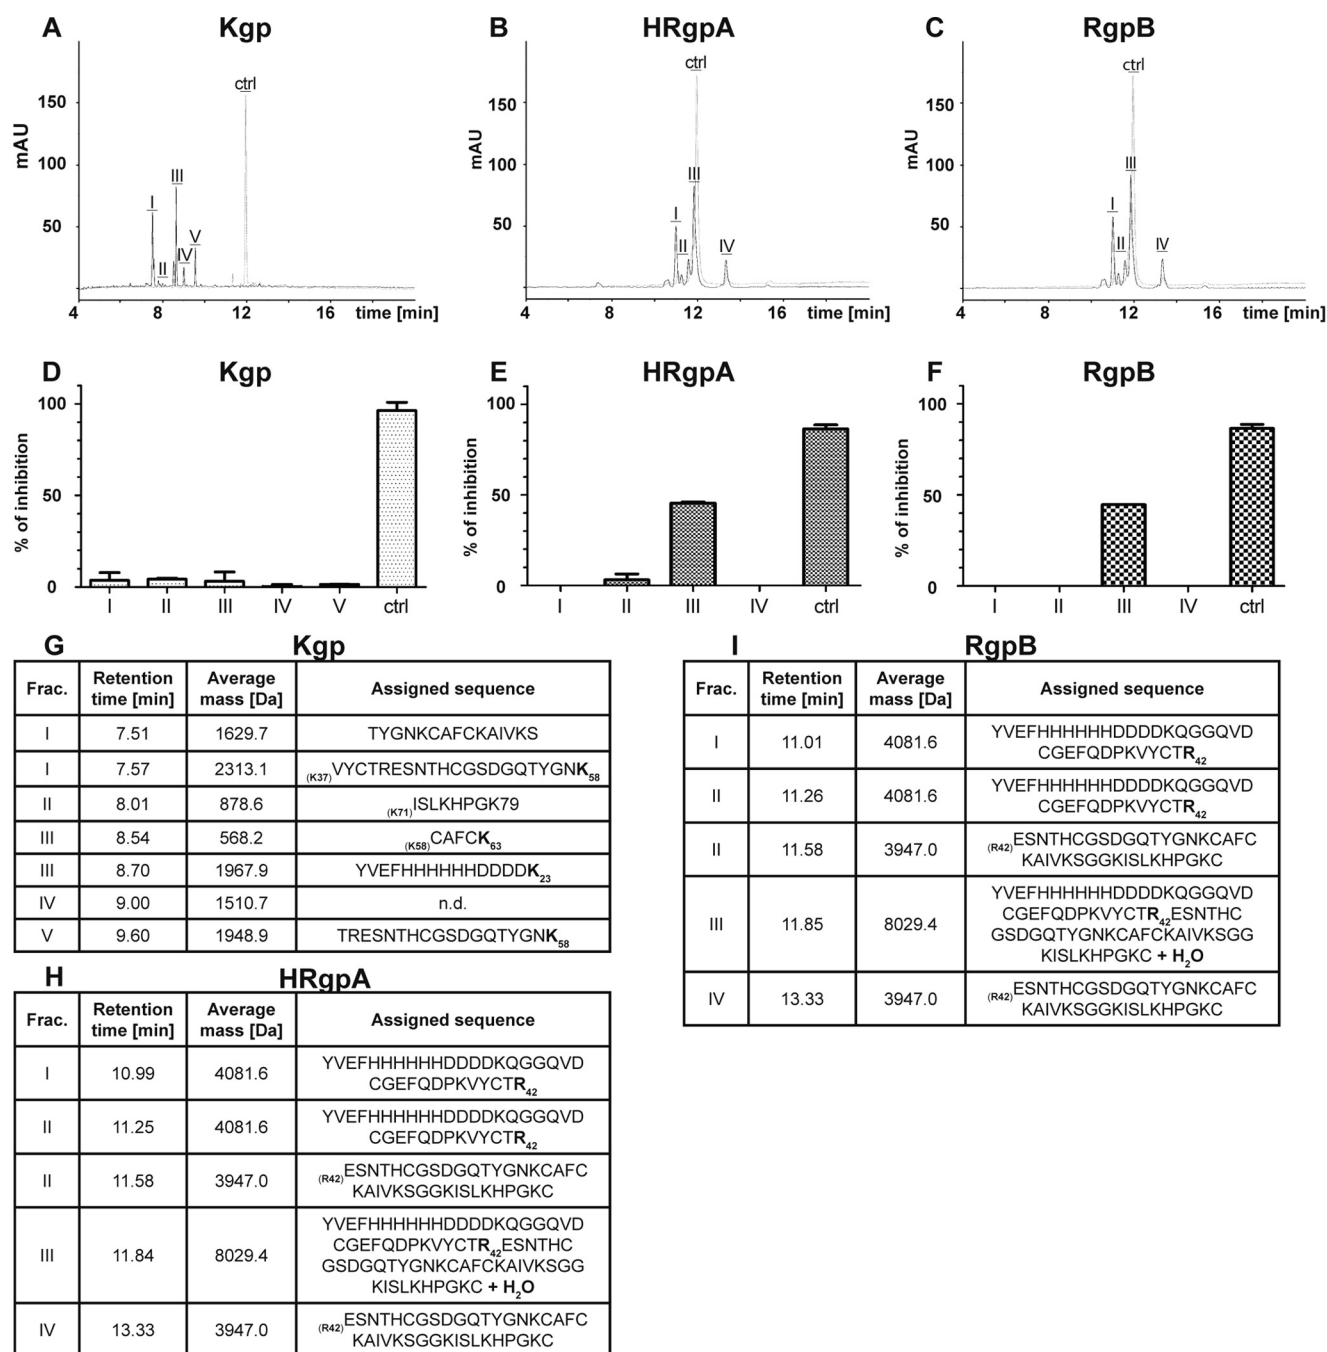 A Kgp
150
100
50
mAU
I
II
III
IV
V
ctrl
4 8 12 16 time [min]
B HRgpA
150
100
50
mAU
I
II
III
IV
ctrl
4 8 12 16 time [min]
C RgpB
150
100
50
mAU
I
II
III
IV
ctrl
4 8 12 16 time [min]
D Kgp
100
50
0
% of inhibition
I II III IV V ctrl
E HRgpA
100
50
0
% of inhibition
I II III IV ctrl
F RgpB
100
50
0
% of inhibition
I II III IV ctrl
G Kgp
Frac. Retention time [min] Average mass [Da] Assigned sequence
I 7.51 1629.7 TYGNKCAFCKAIVKS
I 7.57 2313.1 (K37)VYCTRESNTHCGSDGQTYGNK58
II 8.01 878.6 (K71)ISLKHPGK79
III 8.54 568.2 (K58)CAFCK63
III 8.70 1967.9 YVEFHHHHHHDDDDK23
IV 9.00 1510.7 n.d.
V 9.60 1948.9 TRESNTHCGSDGQTYGNK58
H HRgpA
Frac. Retention time [min] Average mass [Da] Assigned sequence
I 10.99 4081.6 YVEFHHHHHHDDDDKQGGQVD
CGEFQDPKVYCTR42
II 11.25 4081.6 YVEFHHHHHHDDDDKQGGQVD
CGEFQDPKVYCTR42
II 11.58 3947.0 (R42)ESNTHCGSDGQTYGNKCAFC
KAIVKSGGKISLKHPGKC
III 11.84 8029.4 YVEFHHHHHHDDDDKQGGQVD
CGEFQDPKVYCTR42ESNTHC
GSDGQTYGNKCAFCKAIVKSGG
KISLKHPGKC + H2O
IV 13.33 3947.0 (R42)ESNTHCGSDGQTYGNKCAFC
KAIVKSGGKISLKHPGKC
I RgpB
Frac. Retention time [min] Average mass [Da] Assigned sequence
I 11.01 4081.6 YVEFHHHHHHDDDDKQGGQVD
CGEFQDPKVYCTR42
II 11.26 4081.6 YVEFHHHHHHDDDDKQGGQVD
CGEFQDPKVYCTR42
II 11.58 3947.0 (R42)ESNTHCGSDGQTYGNKCAFC
KAIVKSGGKISLKHPGKC
III 11.85 8029.4 YVEFHHHHHHDDDDKQGGQVD
CGEFQDPKVYCTR42ESNTHC
GSDGQTYGNKCAFCKAIVKSGG
KISLKHPGKC + H2O
IV 13.33 3947.0 (R42)ESNTHCGSDGQTYGNKCAFC
KAIVKSGGKISLKHPGKC